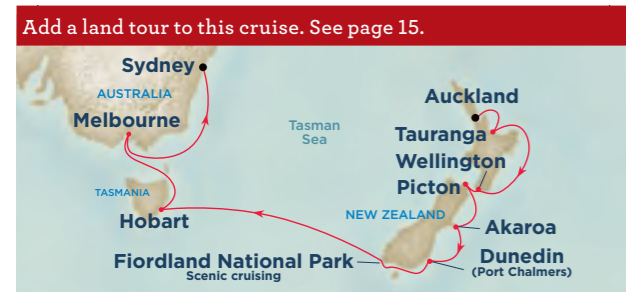 Add a land tour to this cruise. See page 15.
Sydney
AUSTRALIA
Melbourne
TASMANIA
Hobart
Tasman
Sea
Auckland
Tauranga
Wellington
Picton
NEW ZEALAND
Akaroa
Dunedin
(Port Chalmers)
Fiordland National Park
Scenic cruising